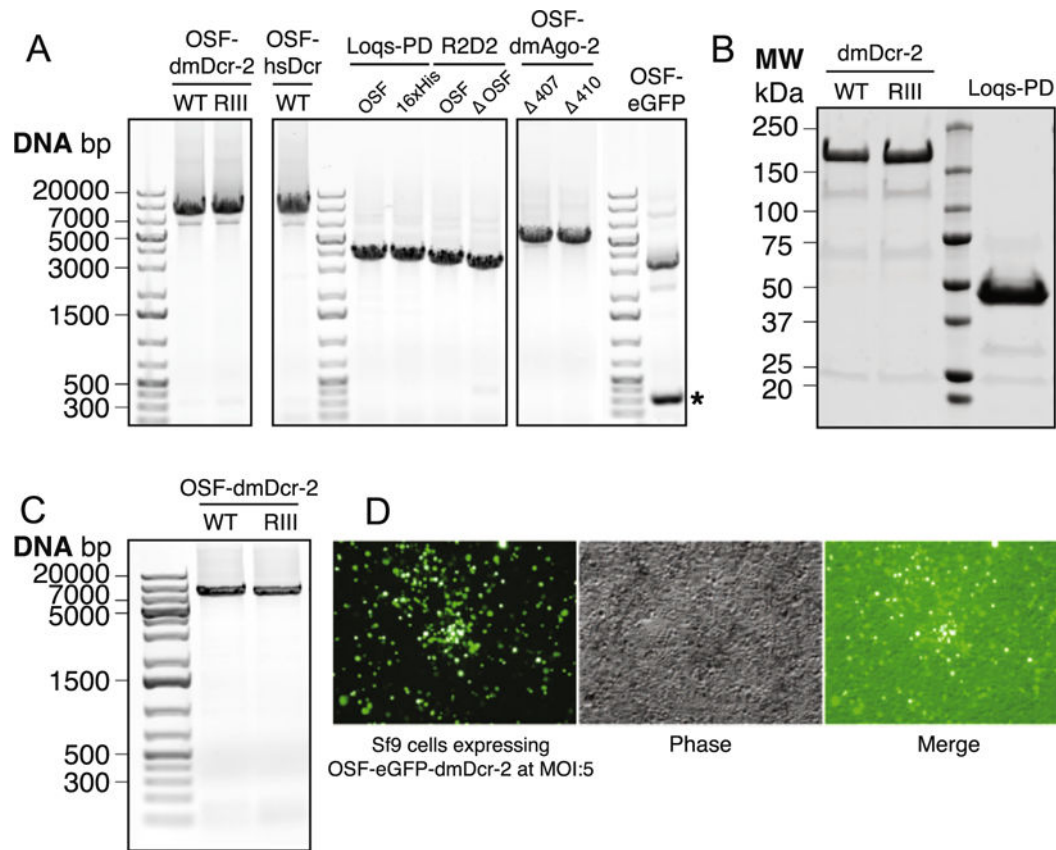 A
OSF-
dmDcr-2
WT RIII
OSF-
hsDcr
WT
Loqs-PD R2D2
OSF 16xHis OSF Δ OSF
OSF-
dmAgo-2
Δ 407 Δ 410
OSF-
eGFP
DNA bp
20000
7000
5000
3000
1500
500
300
*
B
MW
kDa
dmDcr-2
WT RIII
Loqs-PD
250
150
100
75
50
37
25
20
C
OSF-dmDcr-2
WT RIII
DNA bp
20000
7000
5000
1500
500
300
D
Sf9 cells expressing
OSF-eGFP-dmDcr-2 at MOI:5
Phase
Merge